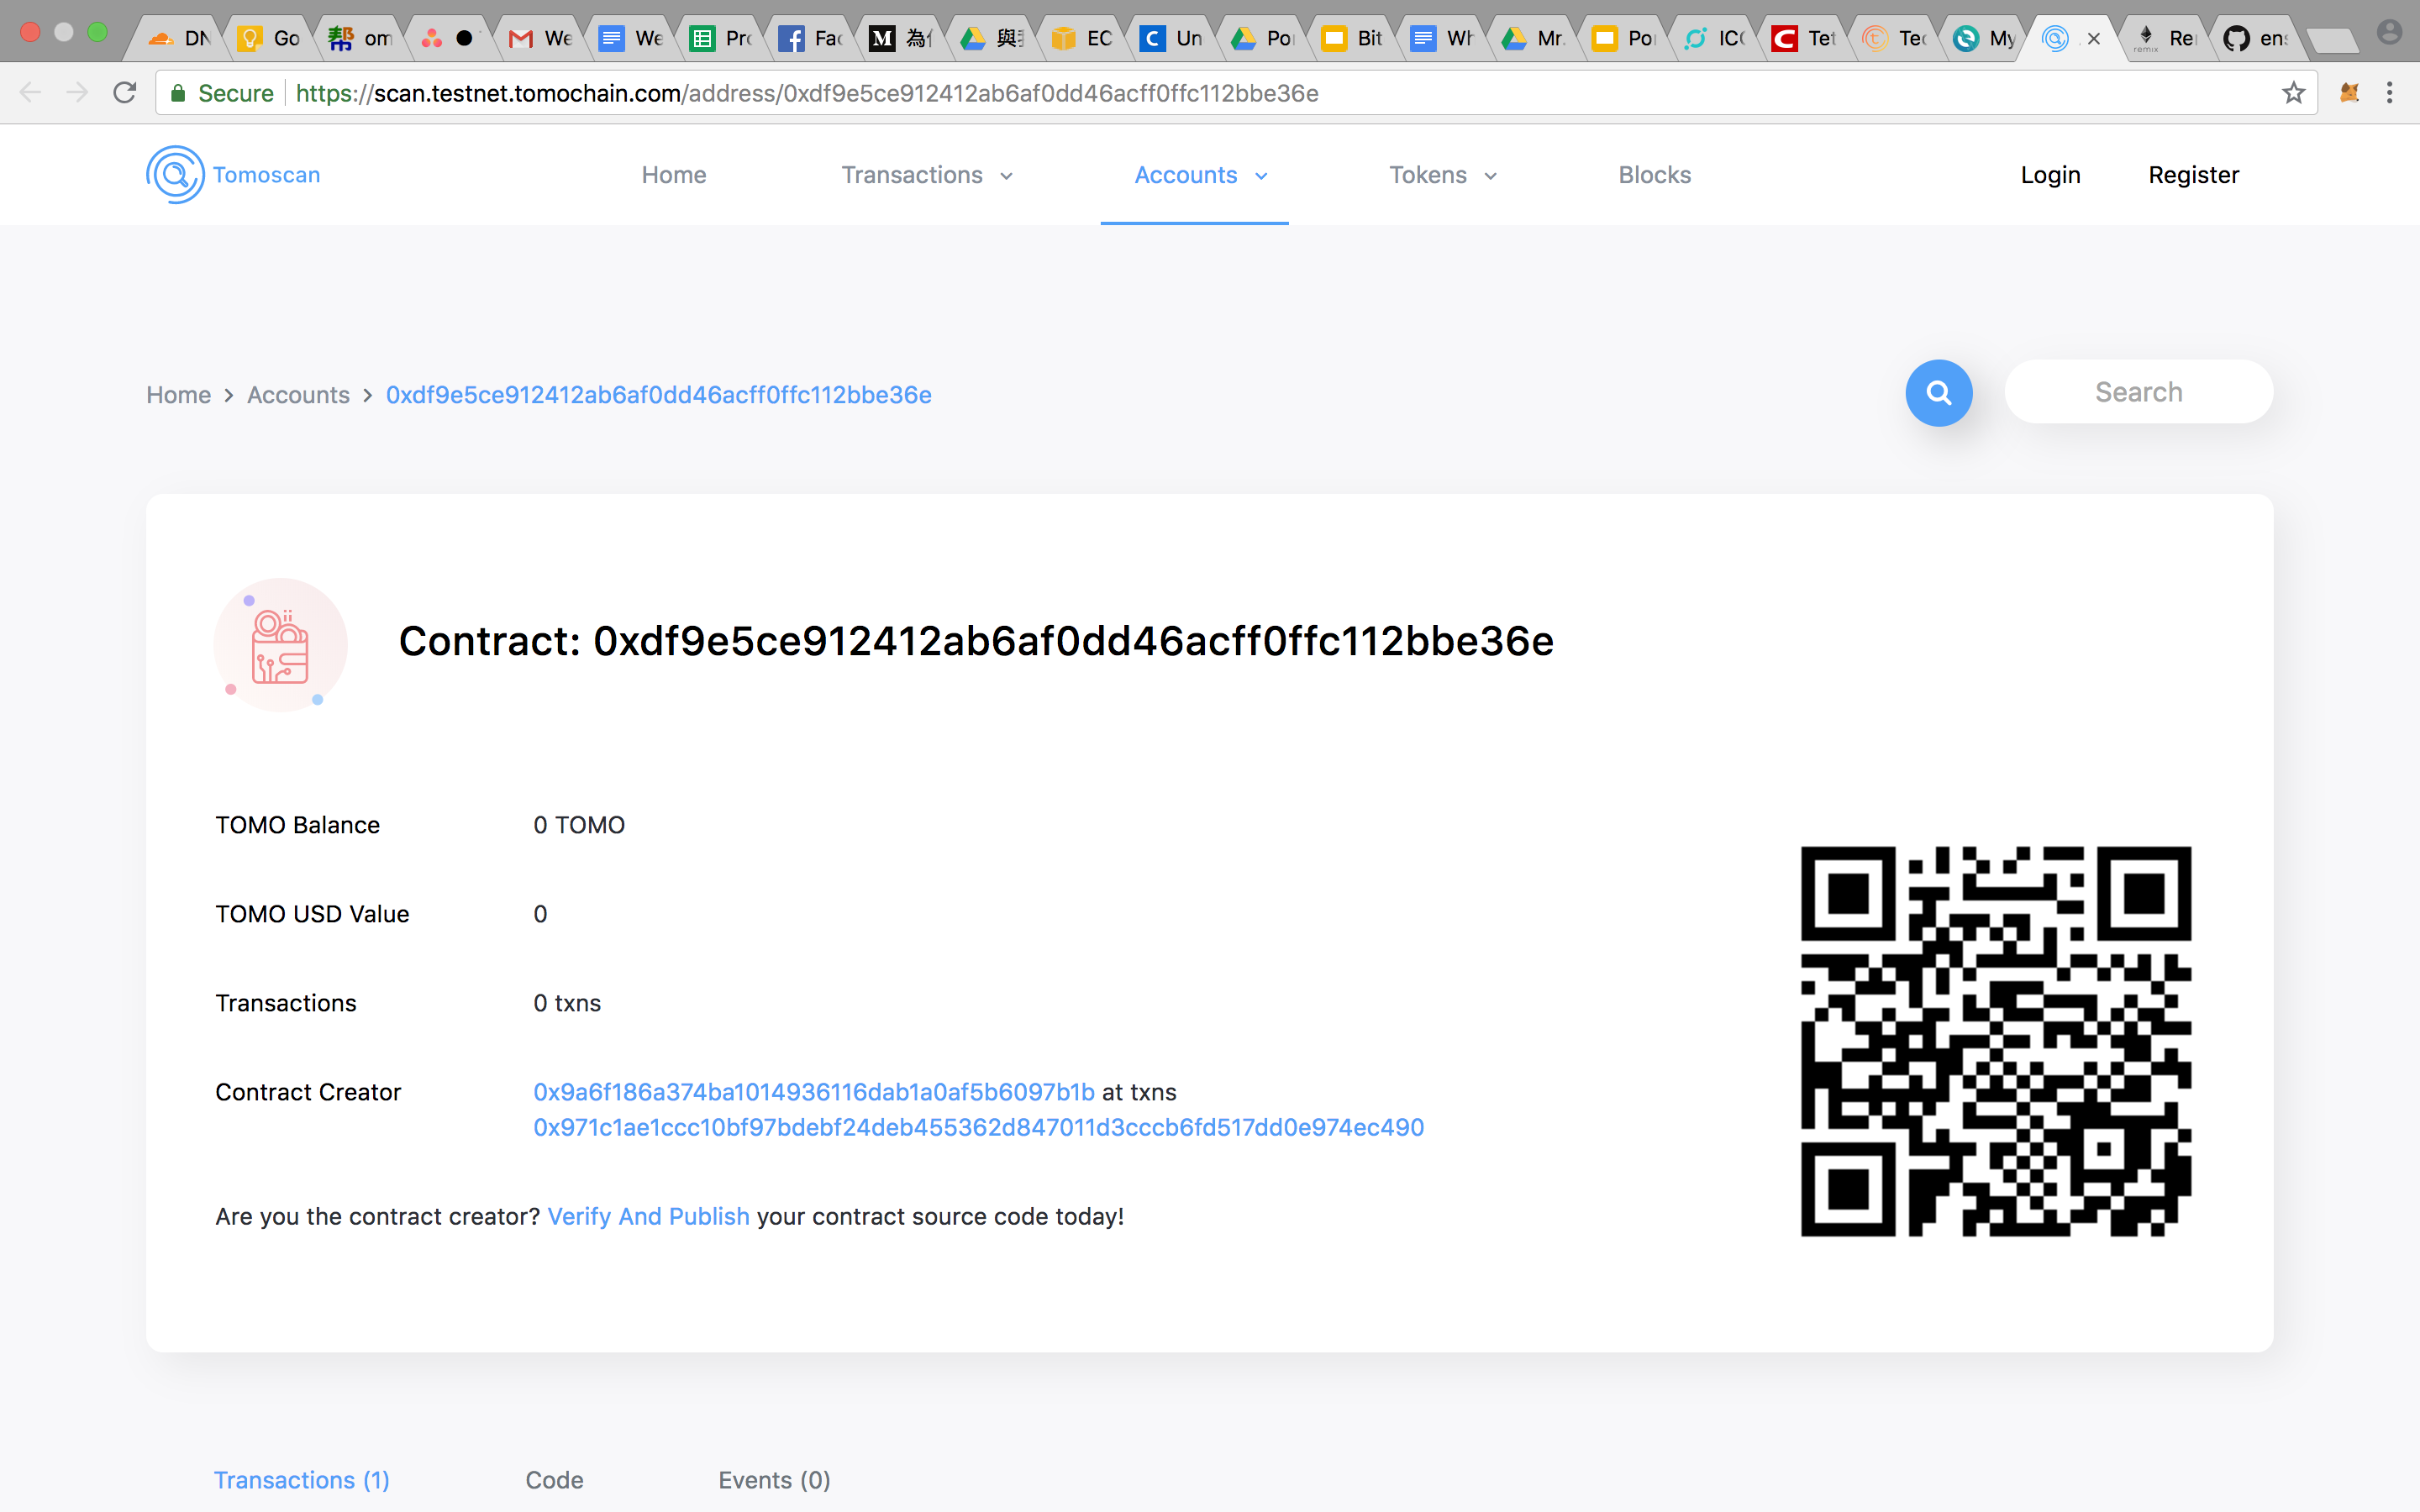 DN Go 幇 om We We Pro Fac M 為 與 EC C Un Po Bit Wh Mr. Po ICO Tet Tec My remix Re ens
Secure https://scan.testnet.tomochain.com/address/0xdf9e5ce912412ab6af0dd46acff0ffc112bbe36e
Tomoscan Home Transactions Accounts Tokens Blocks Login Register
Home > Accounts > 0xdf9e5ce912412ab6af0dd46acff0ffc112bbe36e Search
Contract: 0xdf9e5ce912412ab6af0dd46acff0ffc112bbe36e
TOMO Balance 0 TOMO
TOMO USD Value 0
Transactions 0 txns
Contract Creator 0x9a6f186a374ba1014936116dab1a0af5b6097b1b at txns
0x971c1ae1ccc10bf97bdebf24deb455362d847011d3cccb6fd517dd0e974ec490
Are you the contract creator? Verify And Publish your contract source code today!
Transactions (1) Code Events (0)